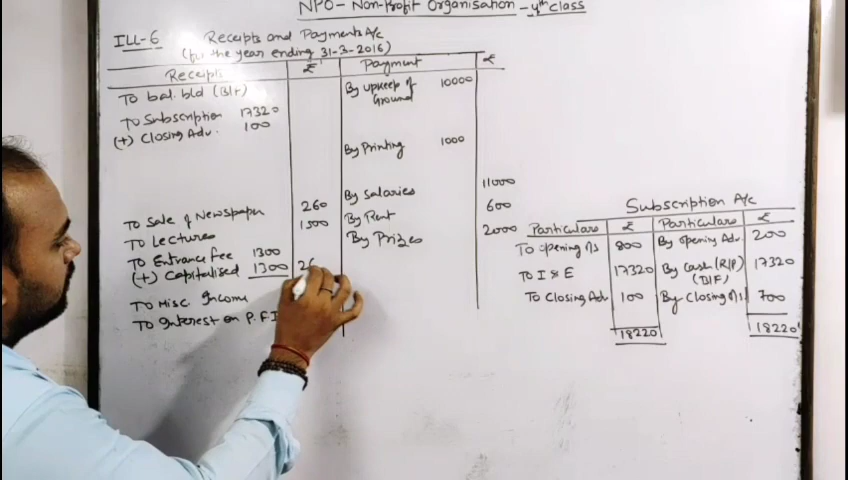 NPO - Non-Profit Organisation - 4th class
ILL-6 Receipts and Payments A/c
(for the year ending 31-3-2016)
Receipts ₹ Payment ₹
To bal. b/d (B/f) By Upkeep of Ground 10000
To Subscription 17320
(+) Closing Adv. 100
By Printing 1000
11000
To Sale of Newspaper 260 By Salaries 600
To Lectures 1500 By Rent 2000
To Entrance Fee 1300 By Prizes
(+) Capitalised 1300 26
To Misc. Income
To Interest on P.F.I
Subscription A/c
Particulars ₹ Particulars ₹
To Opening o/s 800 By Opening Adv. 200
To I & E 17320 By Cash (R/P) (B/F) 17320
To Closing Adv 100 By Closing o/s 700
18220 18220